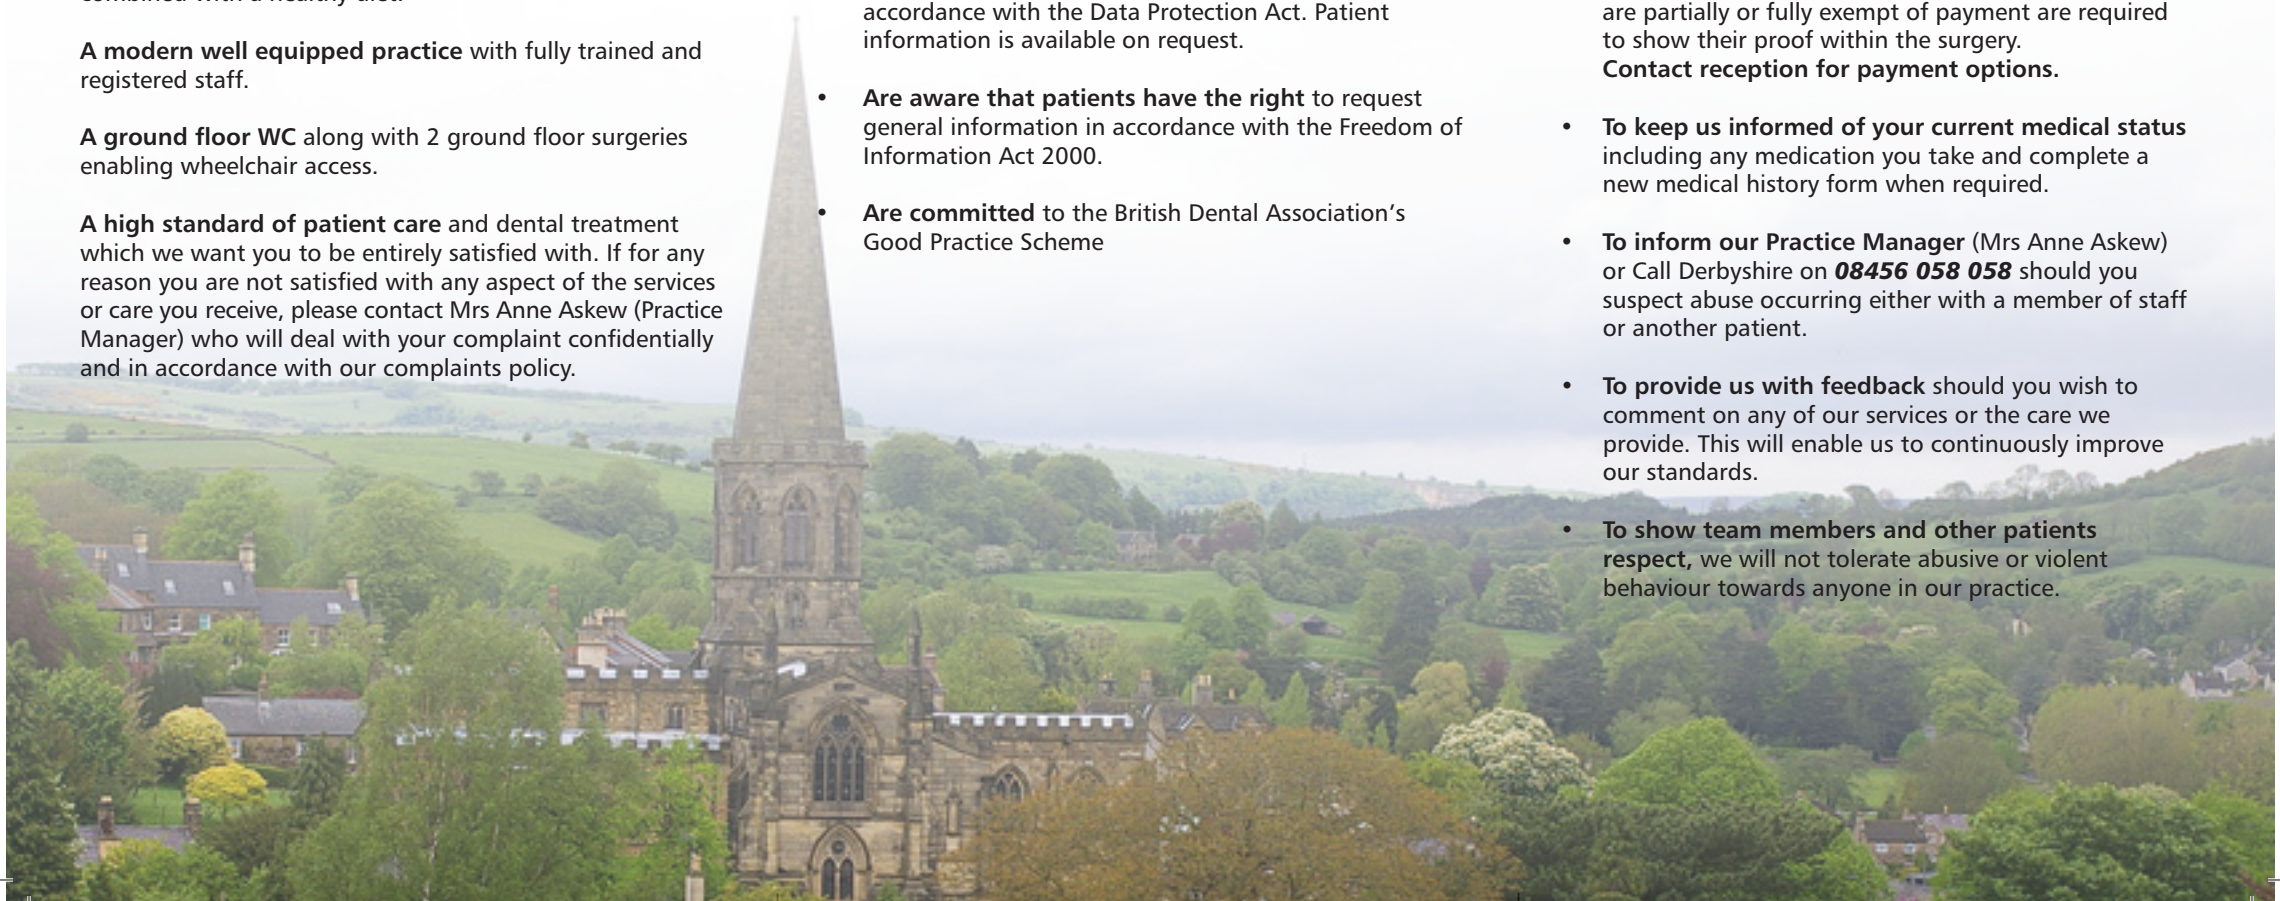 combined with a healthy diet.
A modern well equipped practice with fully trained and
registered staff.
A ground floor WC along with 2 ground floor surgeries
enabling wheelchair access.
A high standard of patient care and dental treatment
which we want you to be entirely satisfied with. If for any
reason you are not satisfied with any aspect of the services
or care you receive, please contact Mrs Anne Askew (Practice
Manager) who will deal with your complaint confidentially
and in accordance with our complaints policy.
accordance with the Data Protection Act. Patient
information is available on request.
• Are aware that patients have the right to request
general information in accordance with the Freedom of
Information Act 2000.
• Are committed to the British Dental Association's
Good Practice Scheme
are partially or fully exempt of payment are required
to show their proof within the surgery.
Contact reception for payment options.
• To keep us informed of your current medical status
including any medication you take and complete a
new medical history form when required.
• To inform our Practice Manager (Mrs Anne Askew)
or Call Derbyshire on 08456 058 058 should you
suspect abuse occurring either with a member of staff
or another patient.
• To provide us with feedback should you wish to
comment on any of our services or the care we
provide. This will enable us to continuously improve
our standards.
• To show team members and other patients
respect, we will not tolerate abusive or violent
behaviour towards anyone in our practice.